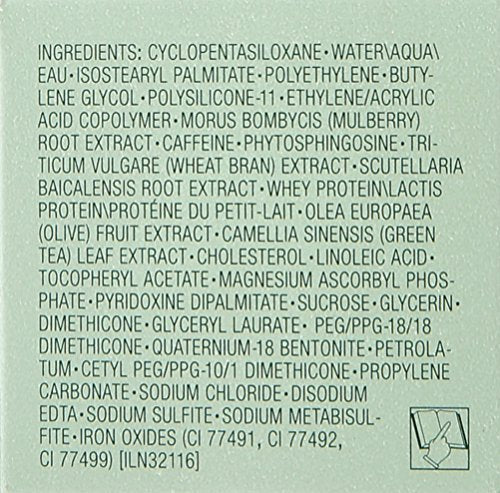 INGREDIENTS: CYCLOPENTASILOXANE•WATER\AQUA\
EAU•ISOSTEARYL PALMITATE•POLYETHYLENE•BUTY-
LENE GLYCOL•POLYSILICONE-11•ETHYLENE/ACRYLIC
ACID COPOLYMER•MORUS BOMBYCIS (MULBERRY)
ROOT EXTRACT•CAFFEINE•PHYTOSPHINGOSINE•TRI-
TICUM VULGARE (WHEAT BRAN) EXTRACT•SCUTELLARIA
BAICALENSIS ROOT EXTRACT•WHEY PROTEIN\LACTIS
PROTEIN\PROTÉINE DU PETIT-LAIT•OLEA EUROPAEA
(OLIVE) FRUIT EXTRACT•CAMELLIA SINENSIS (GREEN
TEA) LEAF EXTRACT•CHOLESTEROL•LINOLEIC ACID•
TOCOPHERYL ACETATE•MAGNESIUM ASCORBYL PHOS-
PHATE•PYRIDOXINE DIPALMITATE•SUCROSE•GLYCERIN•
DIMETHICONE•GLYCERYL LAURATE• PEG/PPG-18/18
DIMETHICONE•QUATERNIUM-18 BENTONITE•PETROLA-
TUM•CETYL PEG/PPG-10/1 DIMETHICONE•PROPYLENE
CARBONATE•SODIUM CHLORIDE•DISODIUM
EDTA•SODIUM SULFITE•SODIUM METABISUL-
FITE•IRON OXIDES (CI 77491, CI 77492,
CI 77499) [ILN32116]